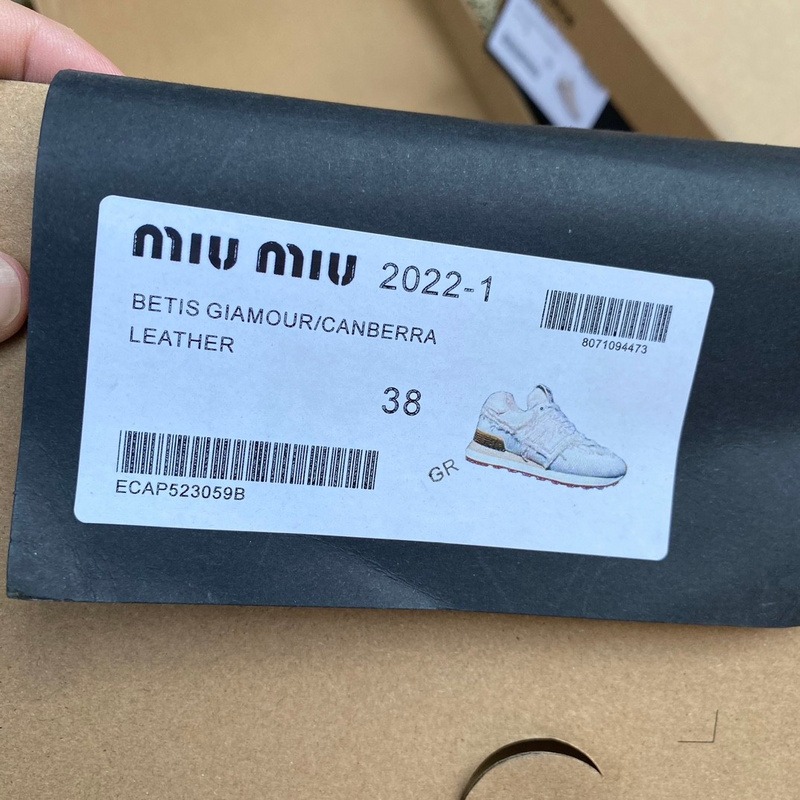 miu miu 2022-1
BETIS GIAMOUR/CANBERRA
LEATHER
8071094473
38
GR
ECAP523059B